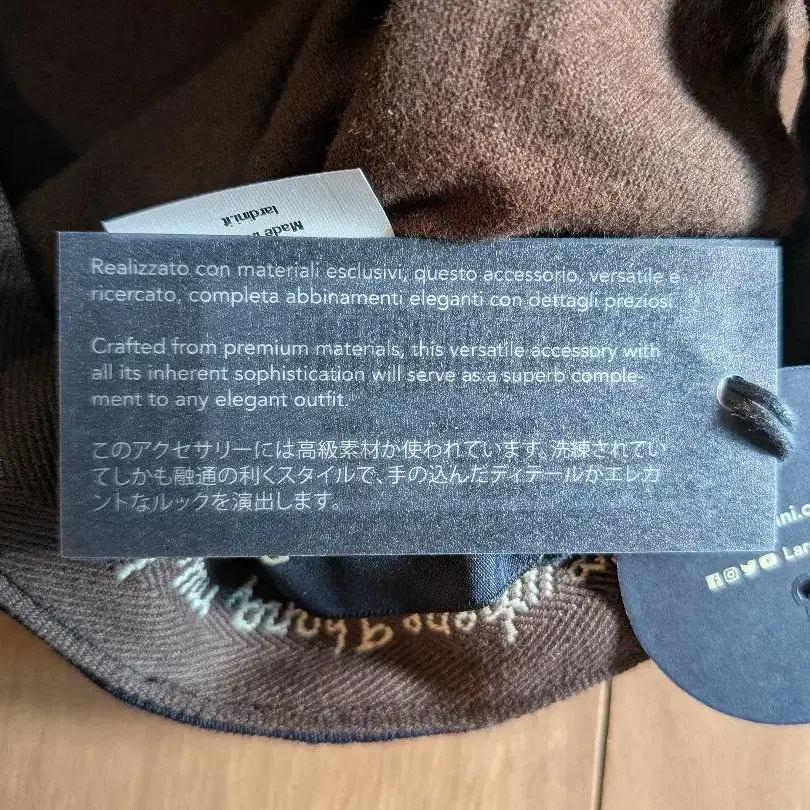 Made in
lardini.it
Realizzato con materiali esclusivi, questo accessorio, versatile e
ricercato, completa abbinamenti eleganti con dettagli preziosi.
Crafted from premium materials, this versatile accessory with
all its inherent sophistication will serve as a superb comple-
ment to any elegant outfit.
このアクセサリーには高級素材が使われています。洗練されてい
てしかも融通の利くスタイルで、手の込んだディテールがエレガ
ントなルックを演出します。